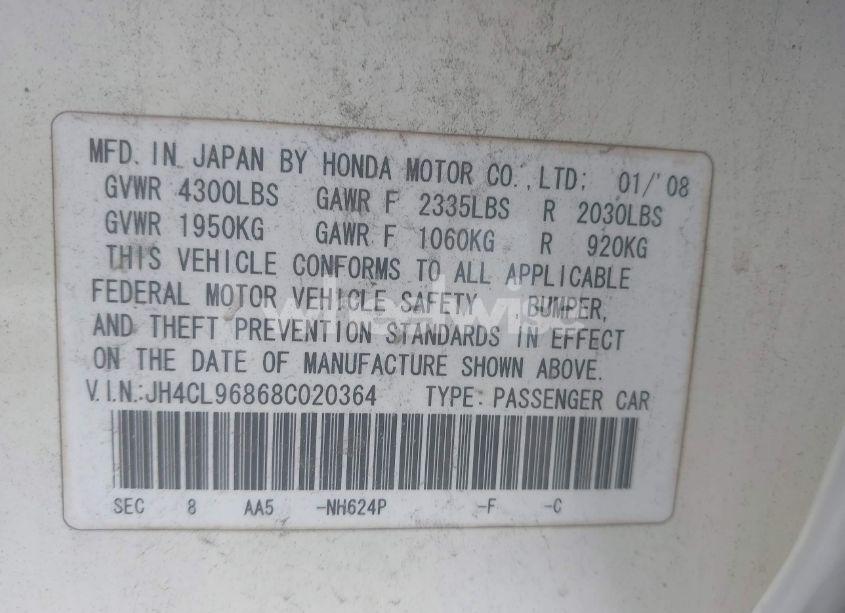 MFD. IN JAPAN BY HONDA MOTOR CO., LTD; 01/'08
GVWR 4300LBS GAWR F 2335LBS R 2030LBS
GVWR 1950KG GAWR F 1060KG R 920KG
THIS VEHICLE CONFORMS TO ALL APPLICABLE
FEDERAL MOTOR VEHICLE SAFETY , BUMPER,
AND THEFT PREVENTION STANDARDS IN EFFECT
ON THE DATE OF MANUFACTURE SHOWN ABOVE.
V.I.N.:JH4CL96868C020364 TYPE: PASSENGER CAR
SEC 8 AA5 -NH624P -F -C